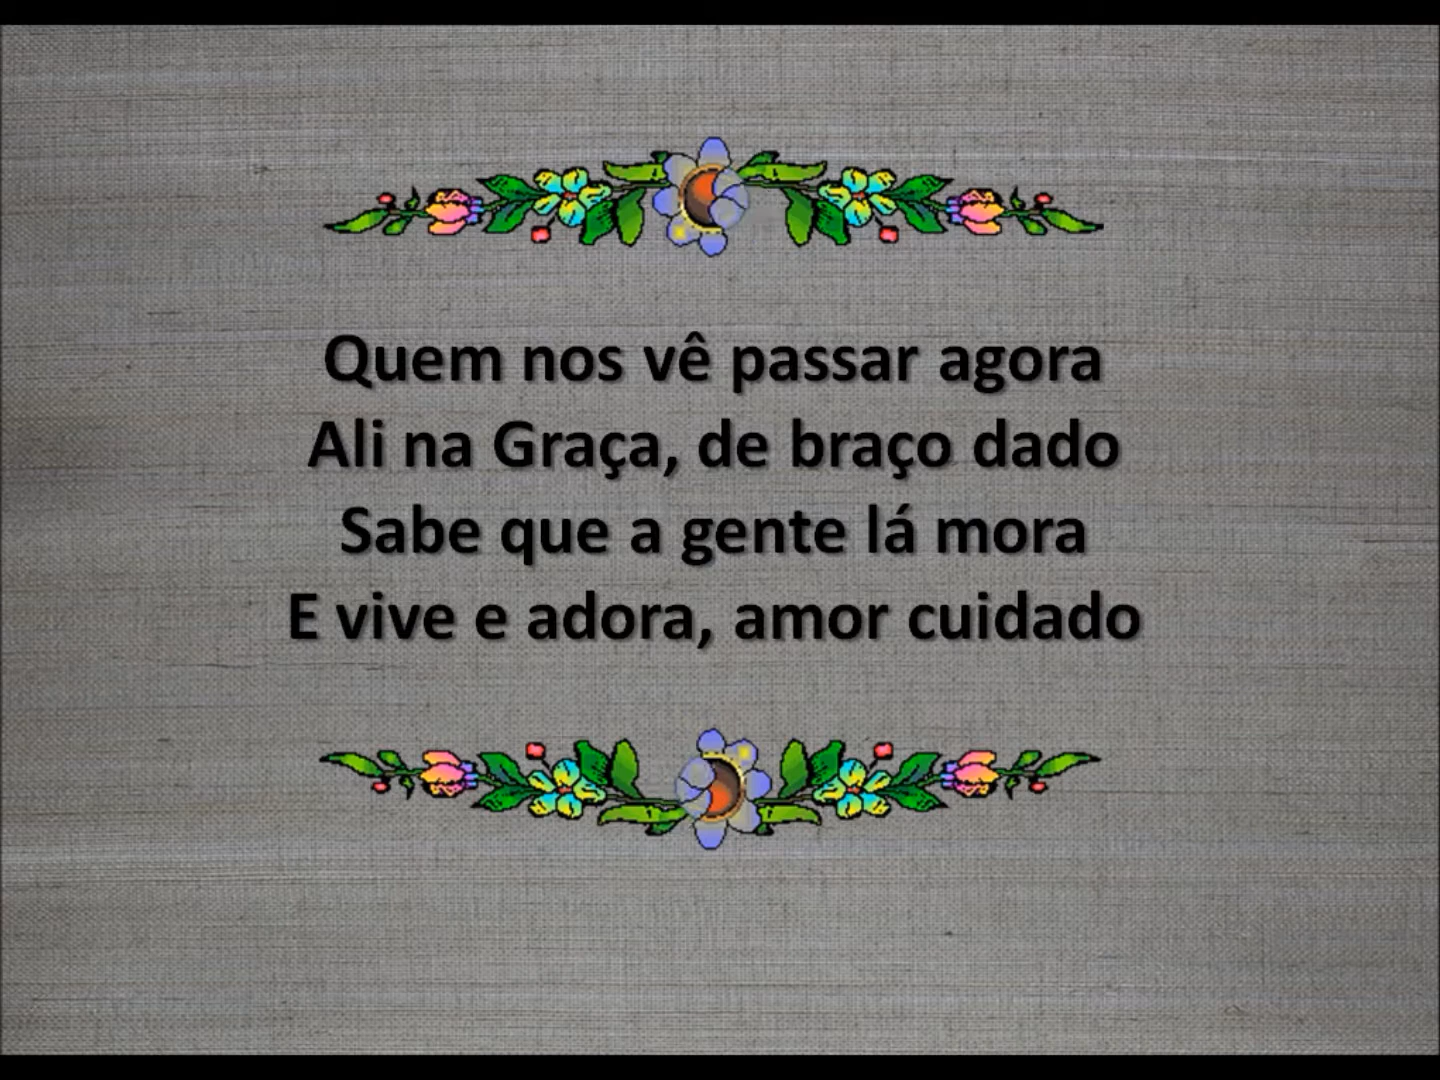 Quem nos vê passar agora
Ali na Graça, de braço dado
Sabe que a gente lá mora
E vive e adora, amor cuidado